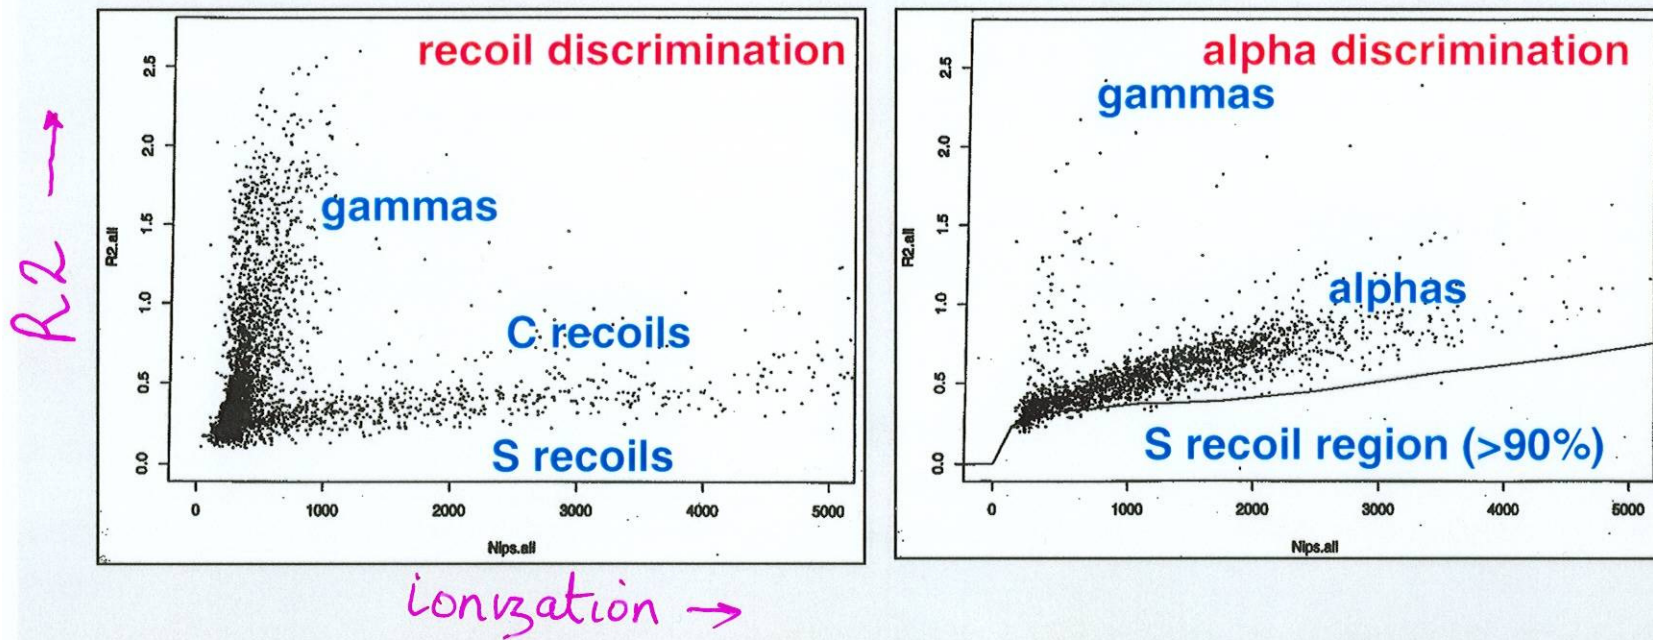 recoil discrimination
gammas
C recoils
S recoils
R2.all
0.0 0.5 1.0 1.5 2.0 2.5
0 1000 2000 3000 4000 5000
Nips.all
alpha discrimination
gammas
alphas
S recoil region (>90%)
R2.all
0.0 0.5 1.0 1.5 2.0 2.5
0 1000 2000 3000 4000 5000
Nips.all
R2 →
ionization →